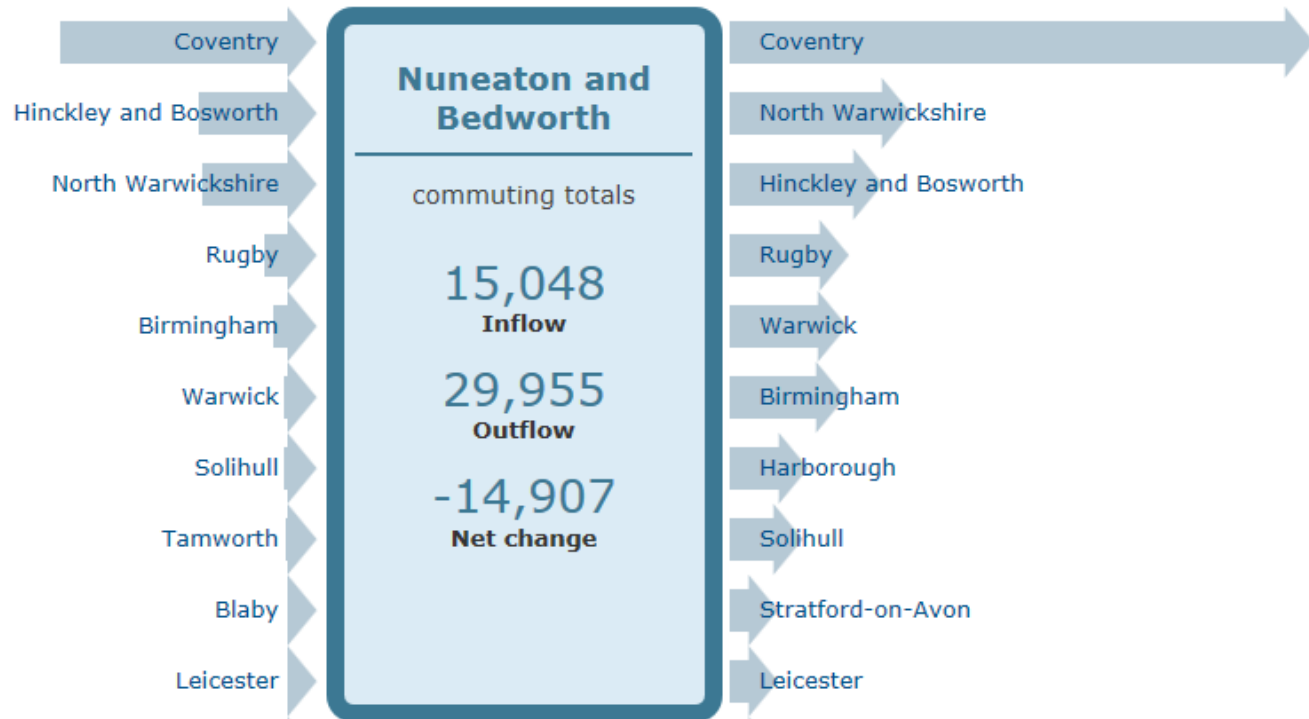 Coventry
Hinckley and Bosworth
North Warwickshire
Rugby
Birmingham
Warwick
Solihull
Tamworth
Blaby
Leicester
Nuneaton and
Bedworth
commuting totals
15,048
Inflow
29,955
Outflow
-14,907
Net change
Coventry
North Warwickshire
Hinckley and Bosworth
Rugby
Warwick
Birmingham
Harborough
Solihull
Stratford-on-Avon
Leicester